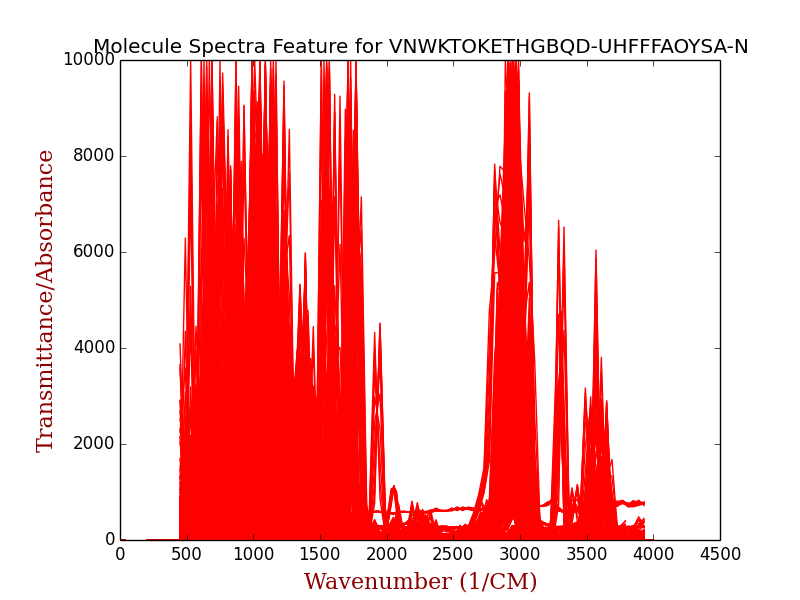 Molecule Spectra Feature for VNWKTOKETHGBQD-UHFFFAOYSA-N
10000
8000
6000
4000
2000
0
Transmittance/Absorbance
0 500 1000 1500 2000 2500 3000 3500 4000 4500
Wavenumber (1/CM)